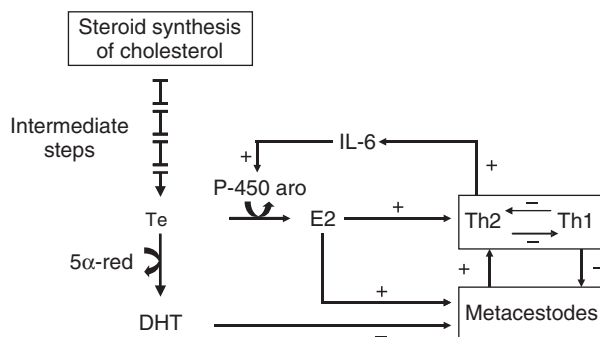 Steroid synthesis
of cholesterol
Intermediate
steps
IL-6
+
+
P-450 aro
Te
E2
+
Th2
−
−
Th1
5α-red
+
+
−
Metacestodes
DHT
−